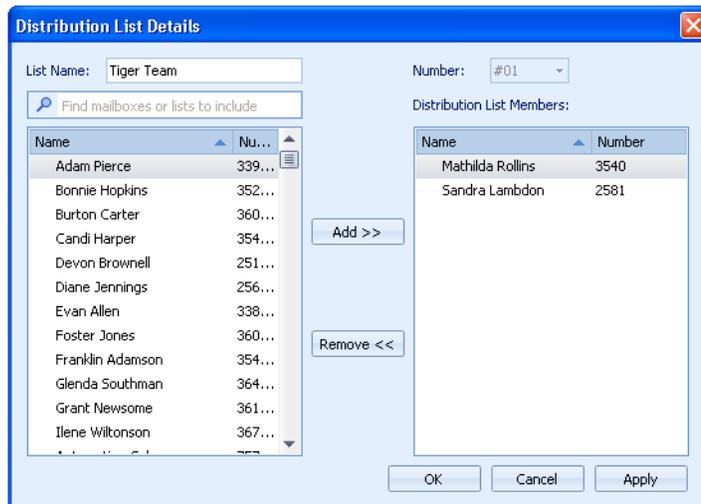 Distribution List Details
List Name: Tiger Team
Number: #01
Find mailboxes or lists to include
Distribution List Members:
Name Nu...
Adam Pierce 339...
Bonnie Hopkins 352...
Burton Carter 360...
Candi Harper 354...
Devon Brownell 251...
Diane Jennings 256...
Evan Allen 338...
Foster Jones 360...
Franklin Adamson 354...
Glenda Southman 364...
Grant Newsome 361...
Ilene Wiltonson 367...
Add >>
Remove <<
Name Number
Mathilda Rollins 3540
Sandra Lambdon 2581
OK Cancel Apply